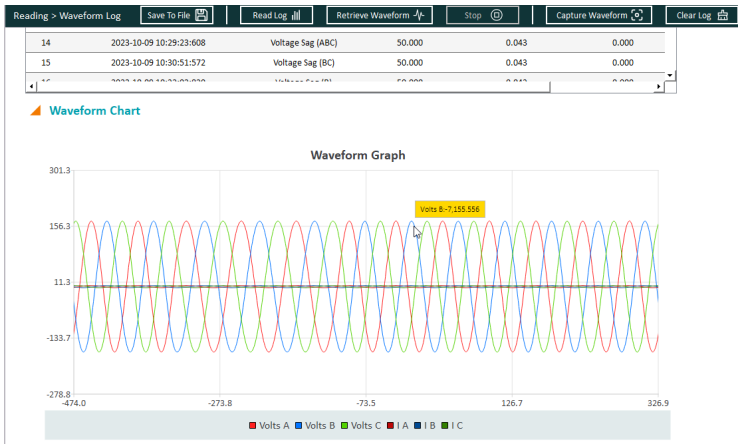 Reading > Waveform Log Save To File Read Log Retrieve Waveform Stop Capture Waveform Clear Log
14 2023-10-09 10:29:23:608 Voltage Sag (ABC) 50.000 0.043 0.000
15 2023-10-09 10:30:51:572 Voltage Sag (BC) 50.000 0.043 0.000
Waveform Chart
Waveform Graph
301.3
Volts B:-7,155.556
156.3
11.3
-133.7
-278.8
-474.0 -273.8 -73.5 126.7 326.9
Volts A Volts B Volts C I A I B I C